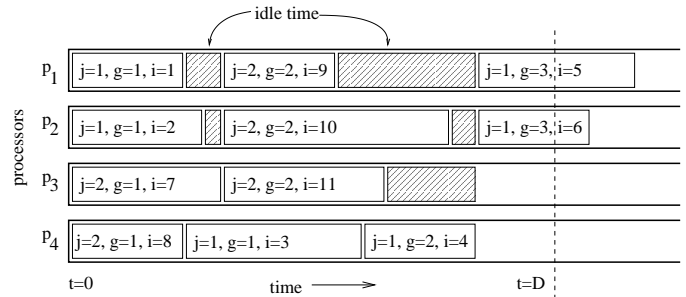 idle time
p1
j=1, g=1, i=1
j=2, g=2, i=9
j=1, g=3, i=5
p2
j=1, g=1, i=2
j=2, g=2, i=10
j=1, g=3, i=6
processors
p3
j=2, g=1, i=7
j=2, g=2, i=11
p4
j=2, g=1, i=8
j=1, g=1, i=3
j=1, g=2, i=4
t=0
time
t=D